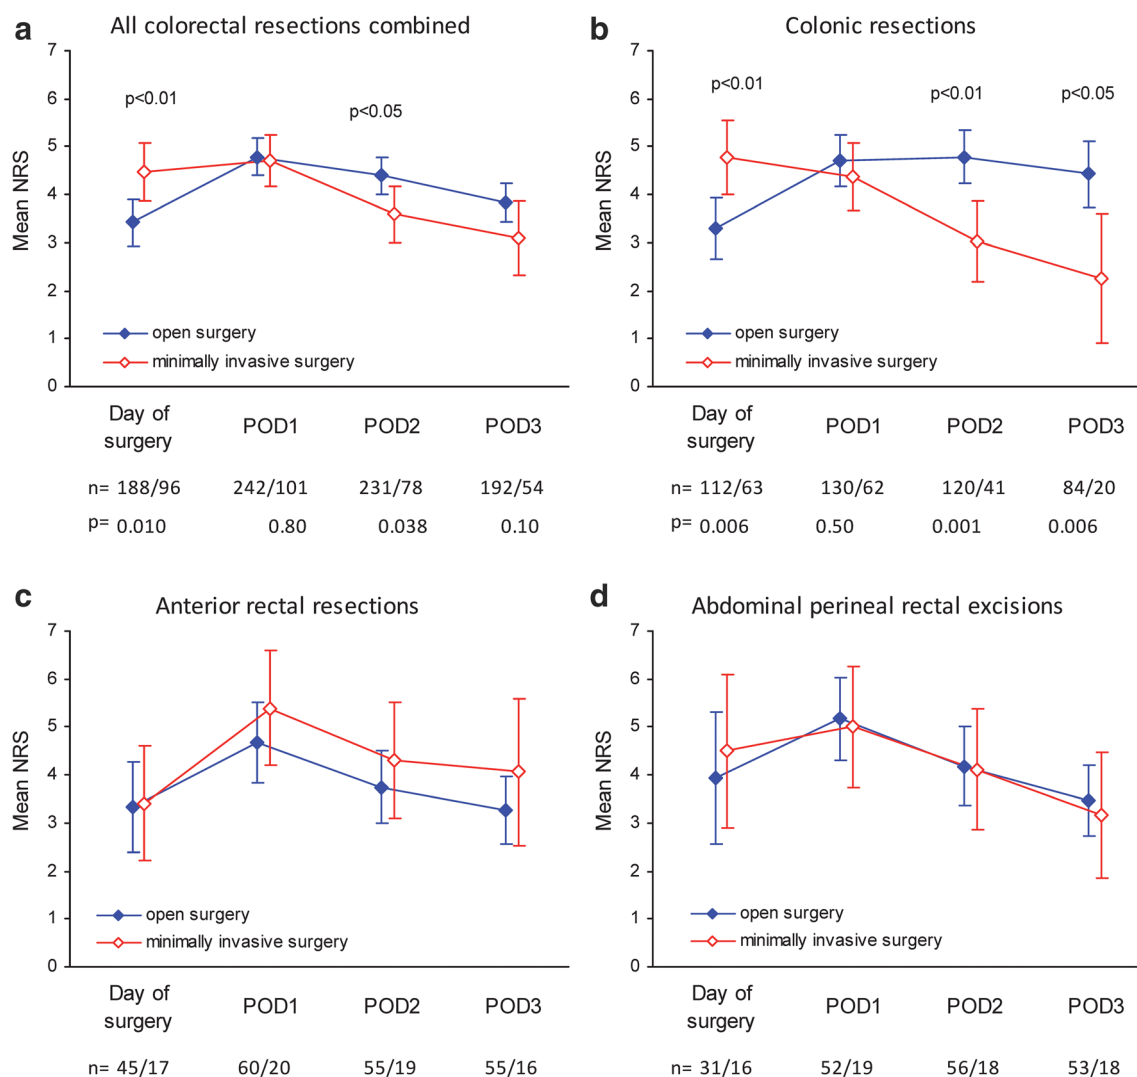 a All colorectal resections combined
7
6
5
4
3
2
1
0
Mean NRS
p<0.01
p<0.05
open surgery
minimally invasive surgery
Day of surgery POD1 POD2 POD3
n= 188/96 242/101 231/78 192/54
p= 0.010 0.80 0.038 0.10
b Colonic resections
7
6
5
4
3
2
1
0
Mean NRS
p<0.01
p<0.01
p<0.05
open surgery
minimally invasive surgery
Day of surgery POD1 POD2 POD3
n= 112/63 130/62 120/41 84/20
p= 0.006 0.50 0.001 0.006
c Anterior rectal resections
7
6
5
4
3
2
1
0
Mean NRS
open surgery
minimally invasive surgery
Day of surgery POD1 POD2 POD3
n= 45/17 60/20 55/19 55/16
d Abdominal perineal rectal excisions
7
6
5
4
3
2
1
0
Mean NRS
open surgery
minimally invasive surgery
Day of surgery POD1 POD2 POD3
n= 31/16 52/19 56/18 53/18